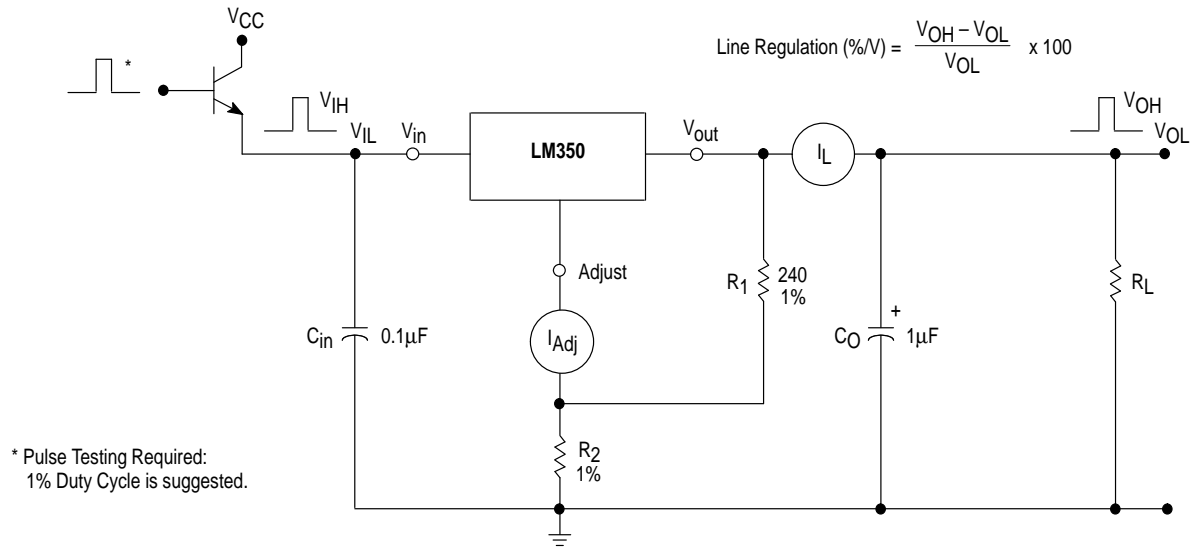 VCC
Line Regulation (%/V) = VOH – VOL / VOL x 100
*
VIH
VIL
Vin
LM350
Vout
IL
VOH
VOL
Adjust
R1
240
1%
RL
Cin
0.1µF
IAdj
CO
+
1µF
R2
1%
* Pulse Testing Required:
1% Duty Cycle is suggested.